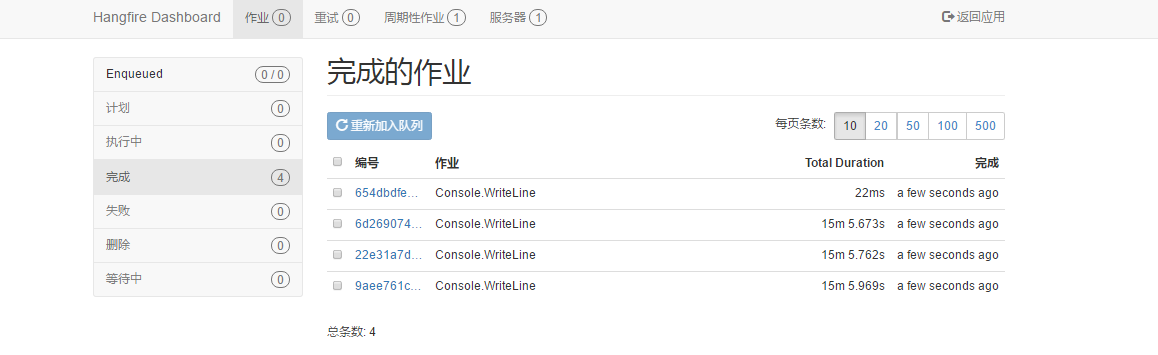 Hangfire Dashboard 作业 0 重试 0 周期性作业 1 服务器 1 返回应用
Enqueued 0 / 0
计划 0
执行中 0
完成 4
失败 0
删除 0
等待中 0
完成的作业
重新加入队列 每页条数: 10 20 50 100 500
编号 作业 Total Duration 完成
654dbdfe... Console.WriteLine 22ms a few seconds ago
6d269074... Console.WriteLine 15m 5.673s a few seconds ago
22e31a7d... Console.WriteLine 15m 5.762s a few seconds ago
9aee761c... Console.WriteLine 15m 5.969s a few seconds ago
总条数: 4